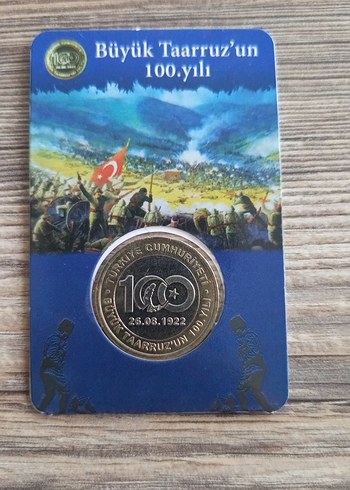 Büyük Taarruz'un
100.yılı
TÜRKİYE CUMHURİYETİ
100
26.08.1922
BÜYÜK TAARRUZ'UN 100. YILI